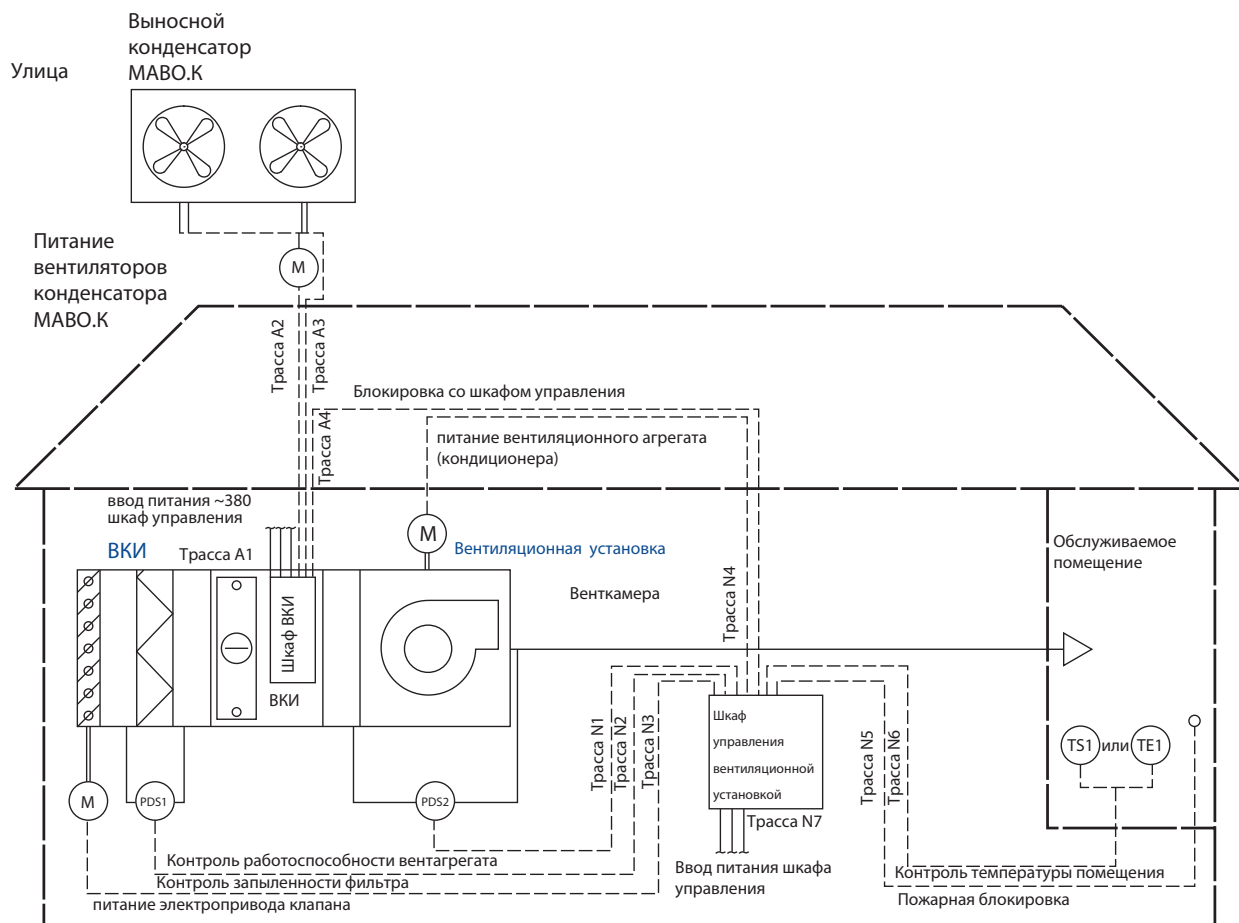 Улица
Выносной
конденсатор
МАВО.К
Питание
вентиляторов
конденсатора
МАВО.К
М
Трасса А2
Трасса А3
Трасса А4
Блокировка со шкафом управления
питание вентиляционного агрегата
(кондиционера)
ввод питания ~380
шкаф управления
ВКИ
Трасса А1
М
Вентиляционная установка
Венткамера
Трасса N4
Обслуживаемое
помещение
Шкаф ВКИ
ВКИ
Трасса N1
Трасса N2
Трасса N3
Шкаф
управления
вентиляционной
установкой
Трасса N5
Трасса N6
TS1
или
TE1
М
PDS1
PDS2
Трасса N7
Ввод питания шкафа
управления
Контроль работоспособности вентагрегата
Контроль запыленности фильтра
питание электропривода клапана
Контроль температуры помещения
Пожарная блокировка